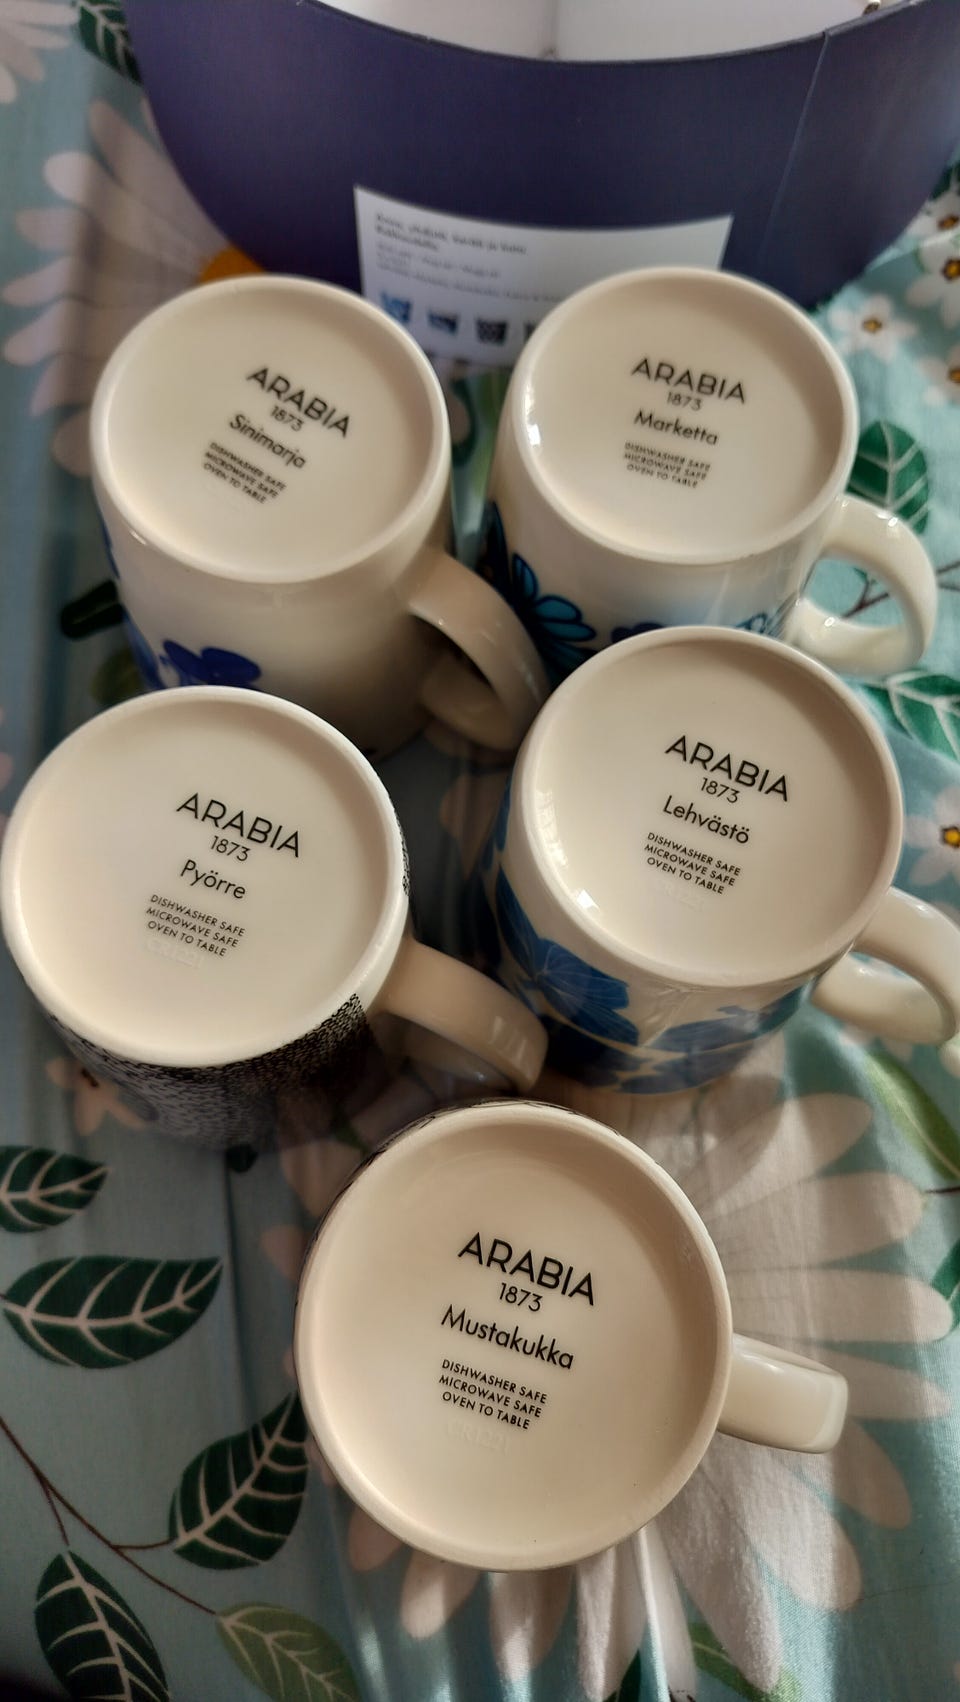 ARABIA
1873
Sinimarja
DISHWASHER SAFE
MICROWAVE SAFE
OVEN TO TABLE
ARABIA
1873
Marketta
DISHWASHER SAFE
MICROWAVE SAFE
OVEN TO TABLE
ARABIA
1873
Pyörre
DISHWASHER SAFE
MICROWAVE SAFE
OVEN TO TABLE
CR1221
ARABIA
1873
Lehvästö
DISHWASHER SAFE
MICROWAVE SAFE
OVEN TO TABLE
ARABIA
1873
Mustakukka
DISHWASHER SAFE
MICROWAVE SAFE
OVEN TO TABLE
CR1221